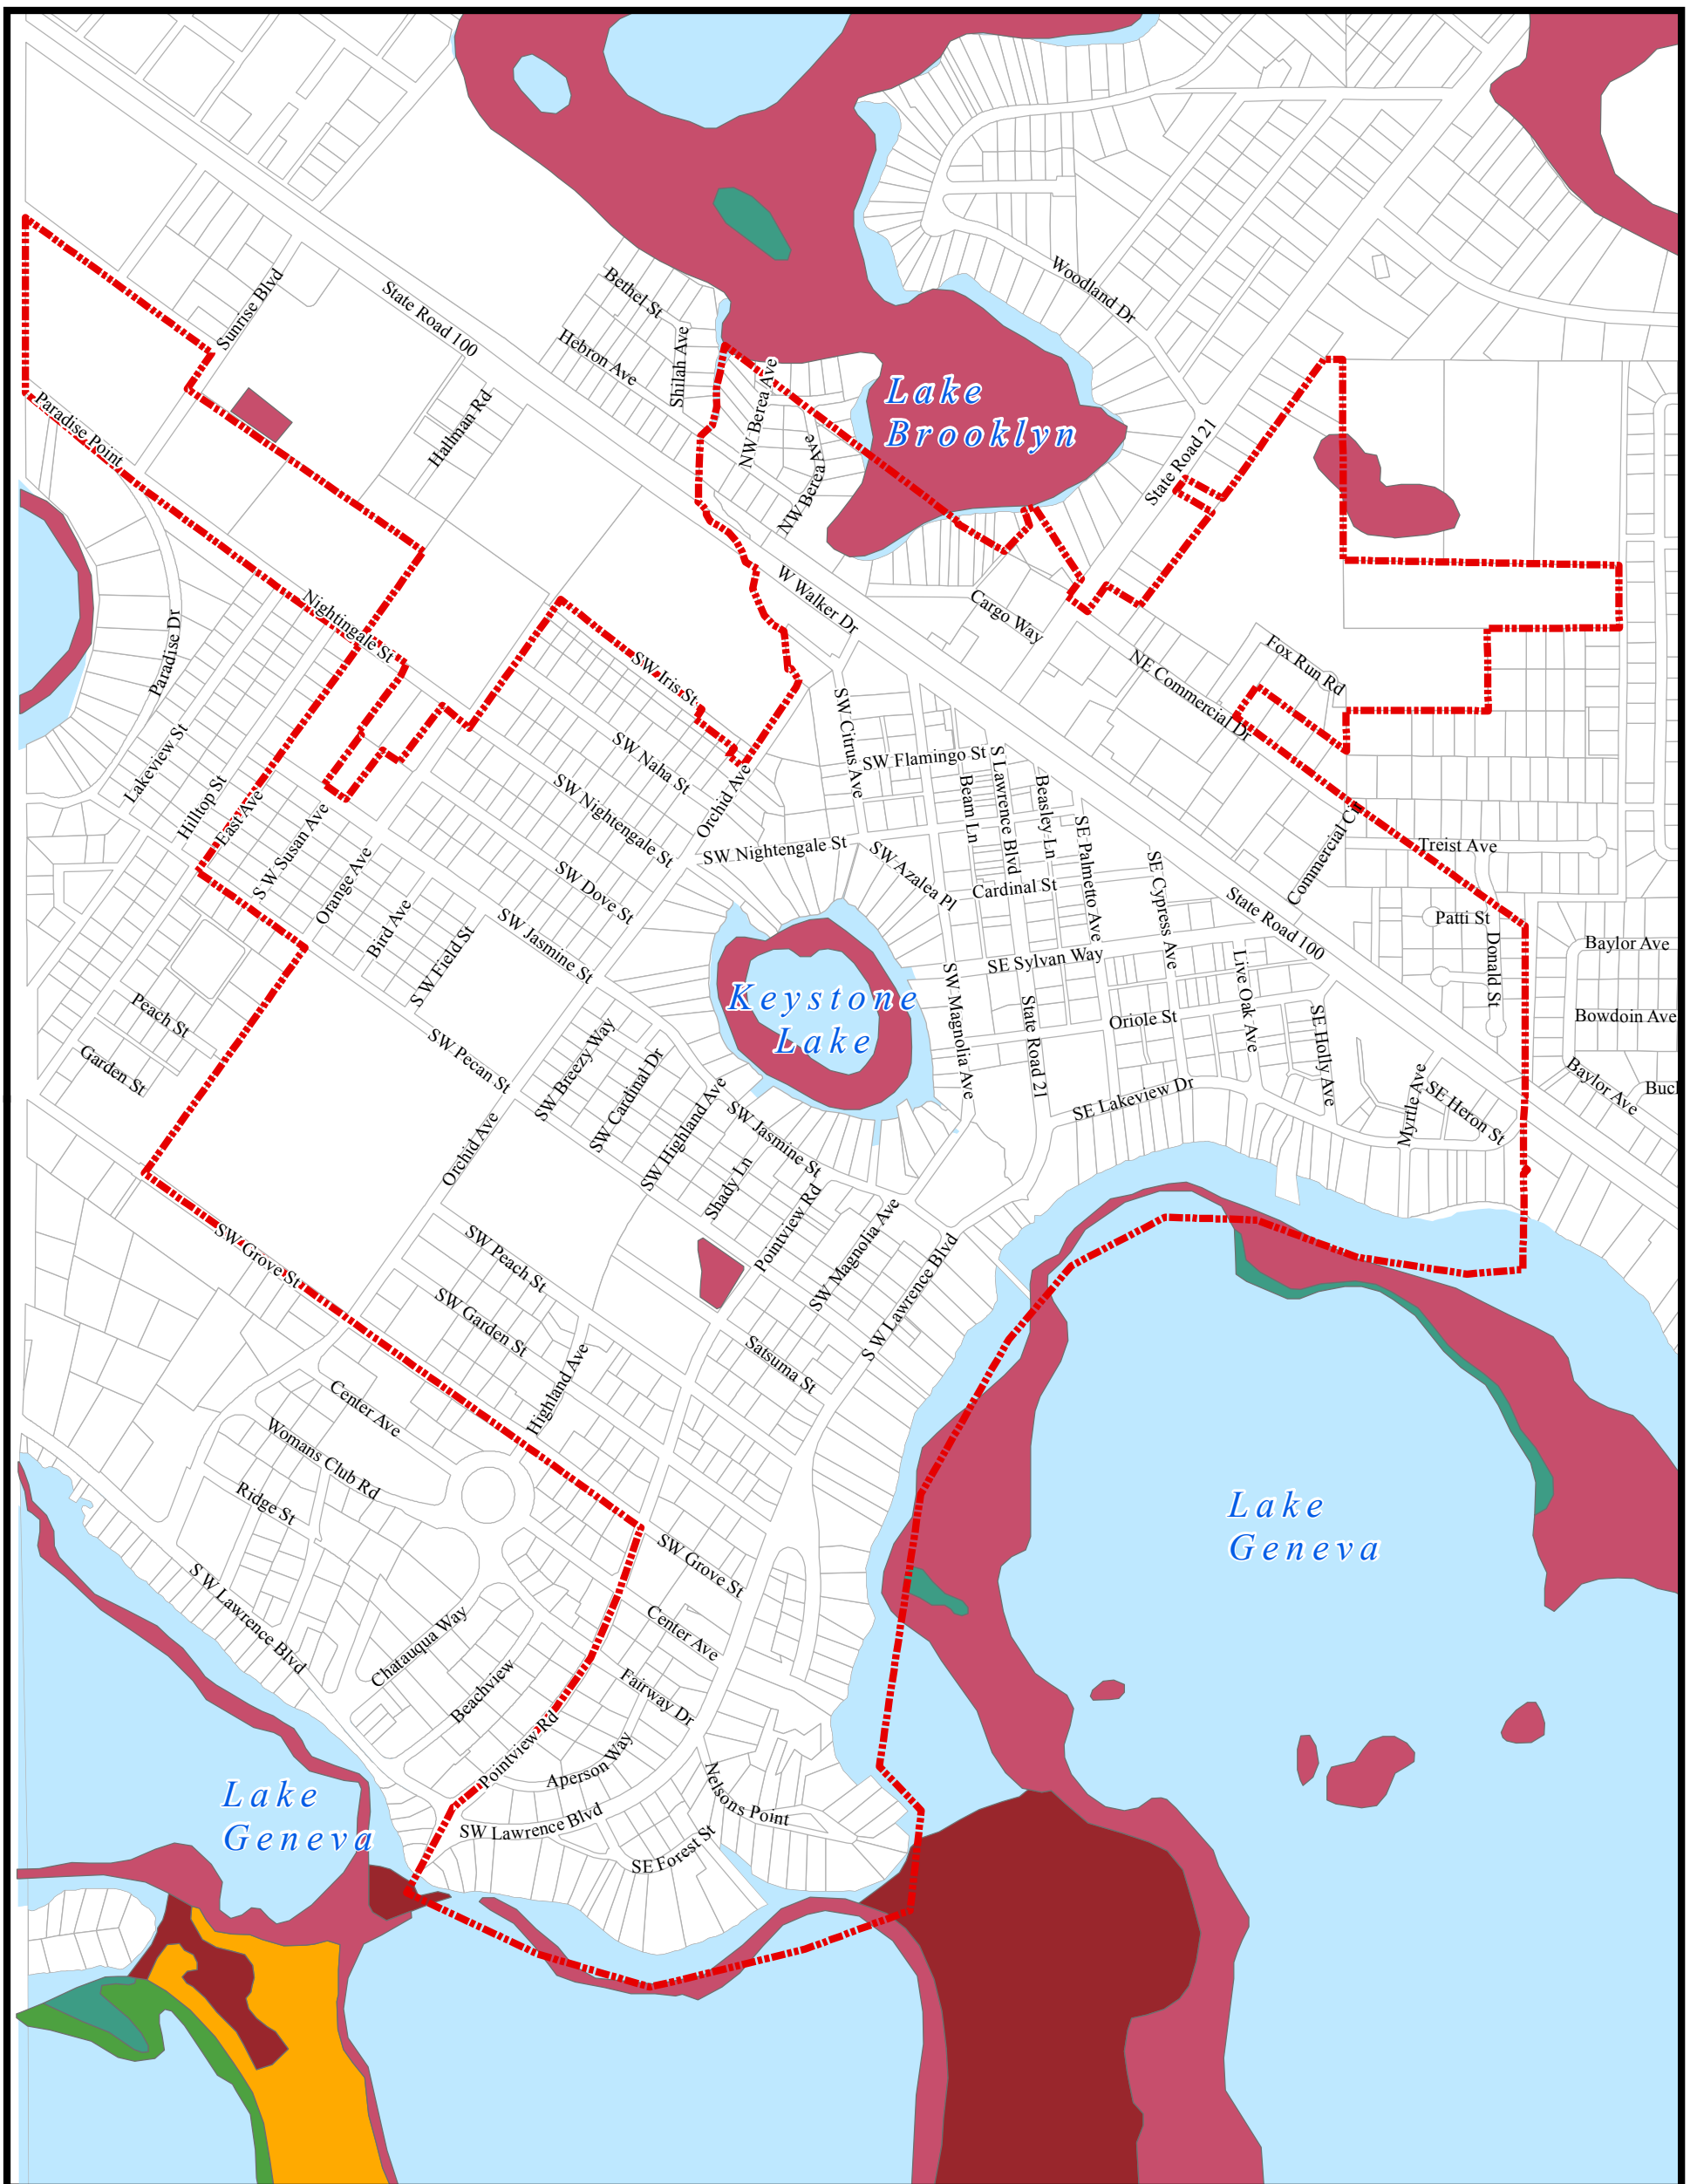 Woodland Dr
Bethel St
Sunrise Blvd
State Road 100
Hebron Ave
Shilah Ave
NW Berea Ave
Lake
Brooklyn
Hallman Rd
Paradise Point
NW Berea Ave
State Road 21
W Walker Dr
Cargo Way
Nightingale St
Paradise Dr
SW Iris St
Fox Run Rd
NE Commercial Dr
SW Citrus Ave
Lakeview St
SW Naha St
SW Flamingo St
Hilltop St
East Ave
SW Nightengale St
Orchid Ave
Beam Ln
S Lawrence Blvd
Beasley Ln
S W Susan Ave
SE Palmetto Ave
Commercial Cir
Treist Ave
SW Nightengale St
SW Azalea Pl
Orange Ave
SW Dove St
Cardinal St
SE Cypress Ave
State Road 100
Patti St
Bird Ave
SW Jasmine St
S W Field St
SE Sylvan Way
Live Oak Ave
Donald St
Baylor Ave
Keystone
Lake
SW Magnolia Ave
State Road 21
Oriole St
SE Holly Ave
Bowdoin Ave
Peach St
Garden St
SW Pecan St
SW Breezy Way
SW Cardinal Dr
SW Highland Ave
SW Jasmine St
SE Lakeview Dr
Myrtle Ave
SE Heron St
Baylor Ave
Orchid Ave
Shady Ln
Pointview Rd
SW Grove St
SW Peach St
SW Magnolia Ave
S W Lawrence Blvd
SW Garden St
Satsuma St
Highland Ave
Center Ave
Womans Club Rd
Ridge St
Lake
Geneva
SW Grove St
S W Lawrence Blvd
Center Ave
Chatauqua Way
Beachview
Fairway Dr
Pointview Rd
Aperson Way
Nelsons Point
Lake
Geneva
SW Lawrence Blvd
SE Forest St